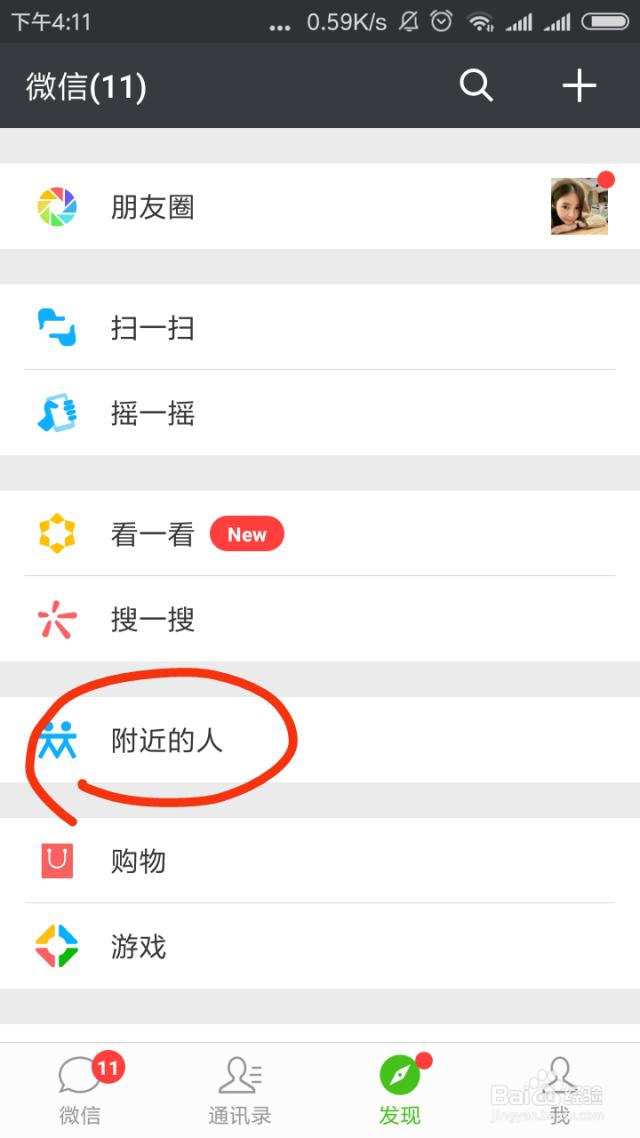 下午4:11 ... 0.59K/s
微信(11)
朋友圈
扫一扫
摇一摇
看一看 New
搜一搜
附近的人
购物
游戏
11
微信 通讯录 发现 我
Baidu经验
jingyan.baidu.com